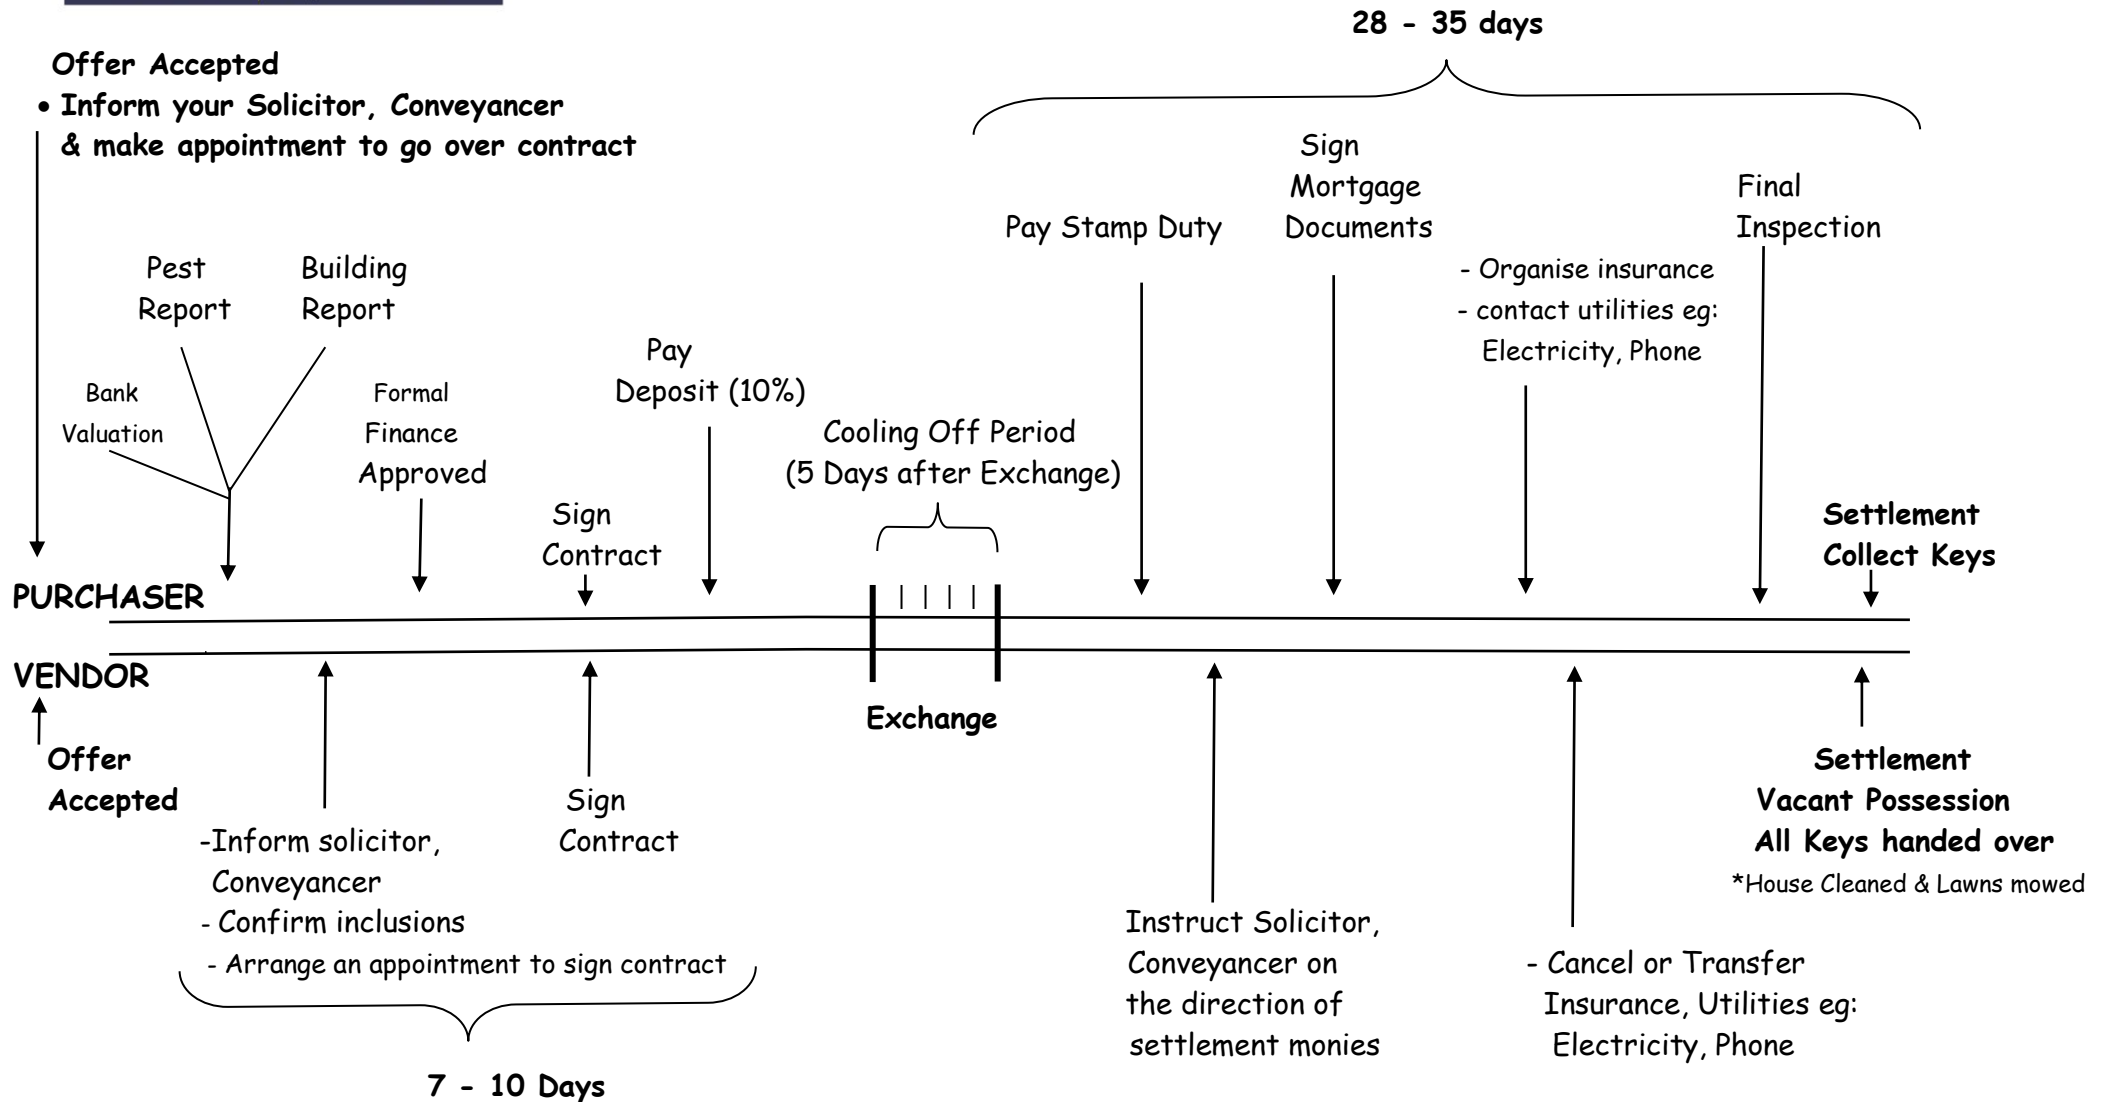 28 - 35 days
Offer Accepted
• Inform your Solicitor, Conveyancer
& make appointment to go over contract
Pest
Report
Building
Report
Bank
Valuation
Formal
Finance
Approved
Sign
Contract
Pay
Deposit (10%)
Cooling Off Period
(5 Days after Exchange)
Pay Stamp Duty
Sign
Mortgage
Documents
- Organise insurance
- contact utilities eg:
Electricity, Phone
Final
Inspection
Settlement
Collect Keys
PURCHASER
VENDOR
Offer
Accepted
-Inform solicitor,
Conveyancer
- Confirm inclusions
- Arrange an appointment to sign contract
7 - 10 Days
Sign
Contract
Exchange
Instruct Solicitor,
Conveyancer on
the direction of
settlement monies
- Cancel or Transfer
Insurance, Utilities eg:
Electricity, Phone
Settlement
Vacant Possession
All Keys handed over
*House Cleaned & Lawns mowed